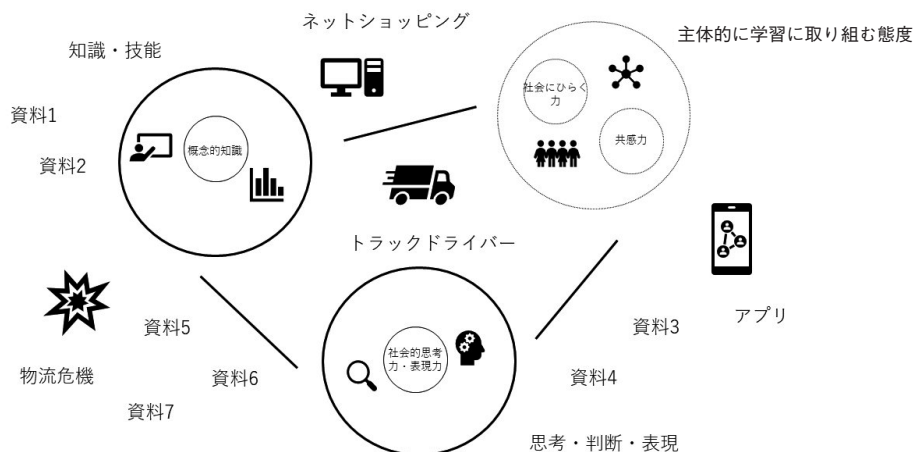 ネットショッピング
主体的に学習に取り組む態度
知識・技能
社会にひらく
力
資料1
共感力
概念的知識
資料2
トラックドライバー
アプリ
資料5
資料3
社会的思考
力・表現力
物流危機
資料6
資料4
資料7
思考・判断・表現